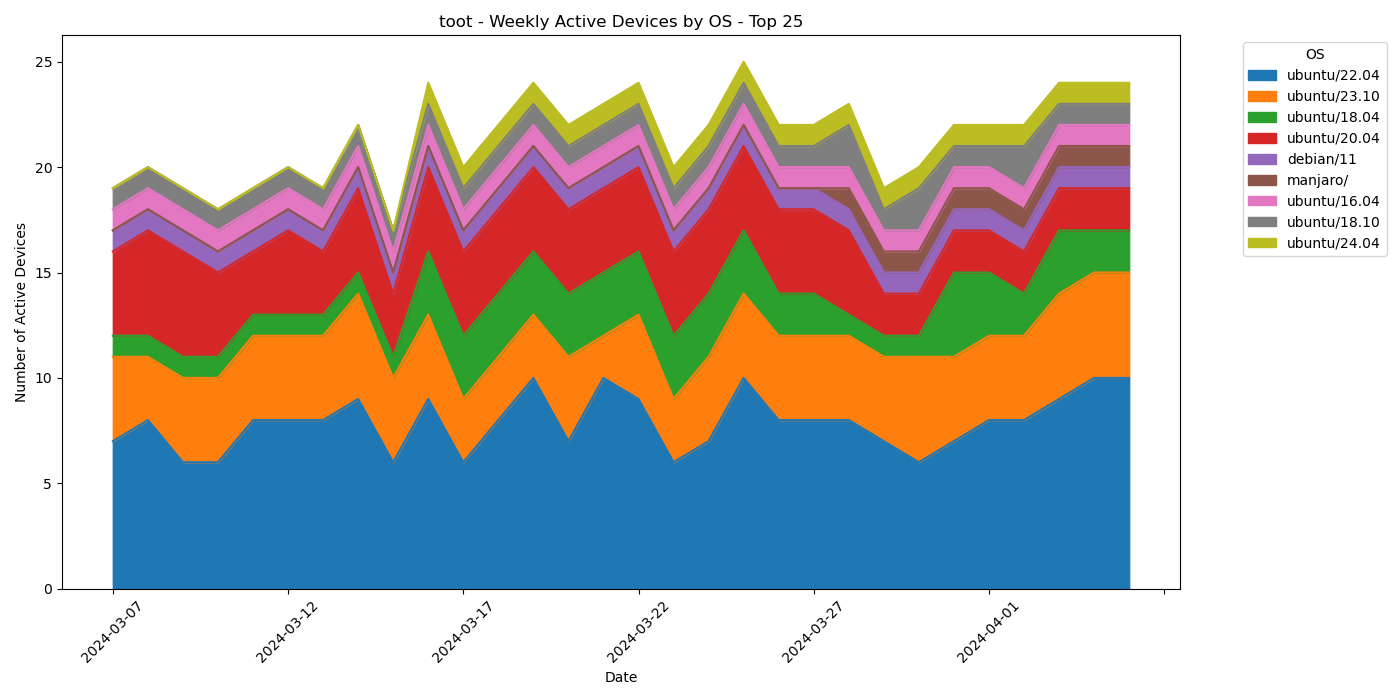 toot - Weekly Active Devices by OS - Top 25
Number of Active Devices
25
20
15
10
5
0
2024-03-07
2024-03-12
2024-03-17
2024-03-22
2024-03-27
2024-04-01
Date
OS
ubuntu/22.04
ubuntu/23.10
ubuntu/18.04
ubuntu/20.04
debian/11
manjaro/
ubuntu/16.04
ubuntu/18.10
ubuntu/24.04